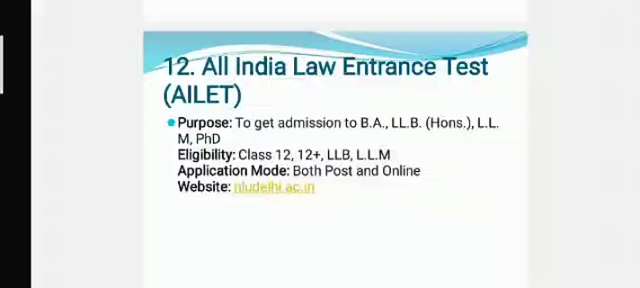 12. All India Law Entrance Test
(AILET)
Purpose: To get admission to B.A., LL.B. (Hons.), L.L.
M, PhD
Eligibility: Class 12, 12+, LLB, L.L.M
Application Mode: Both Post and Online
Website: nludelhi.ac.in